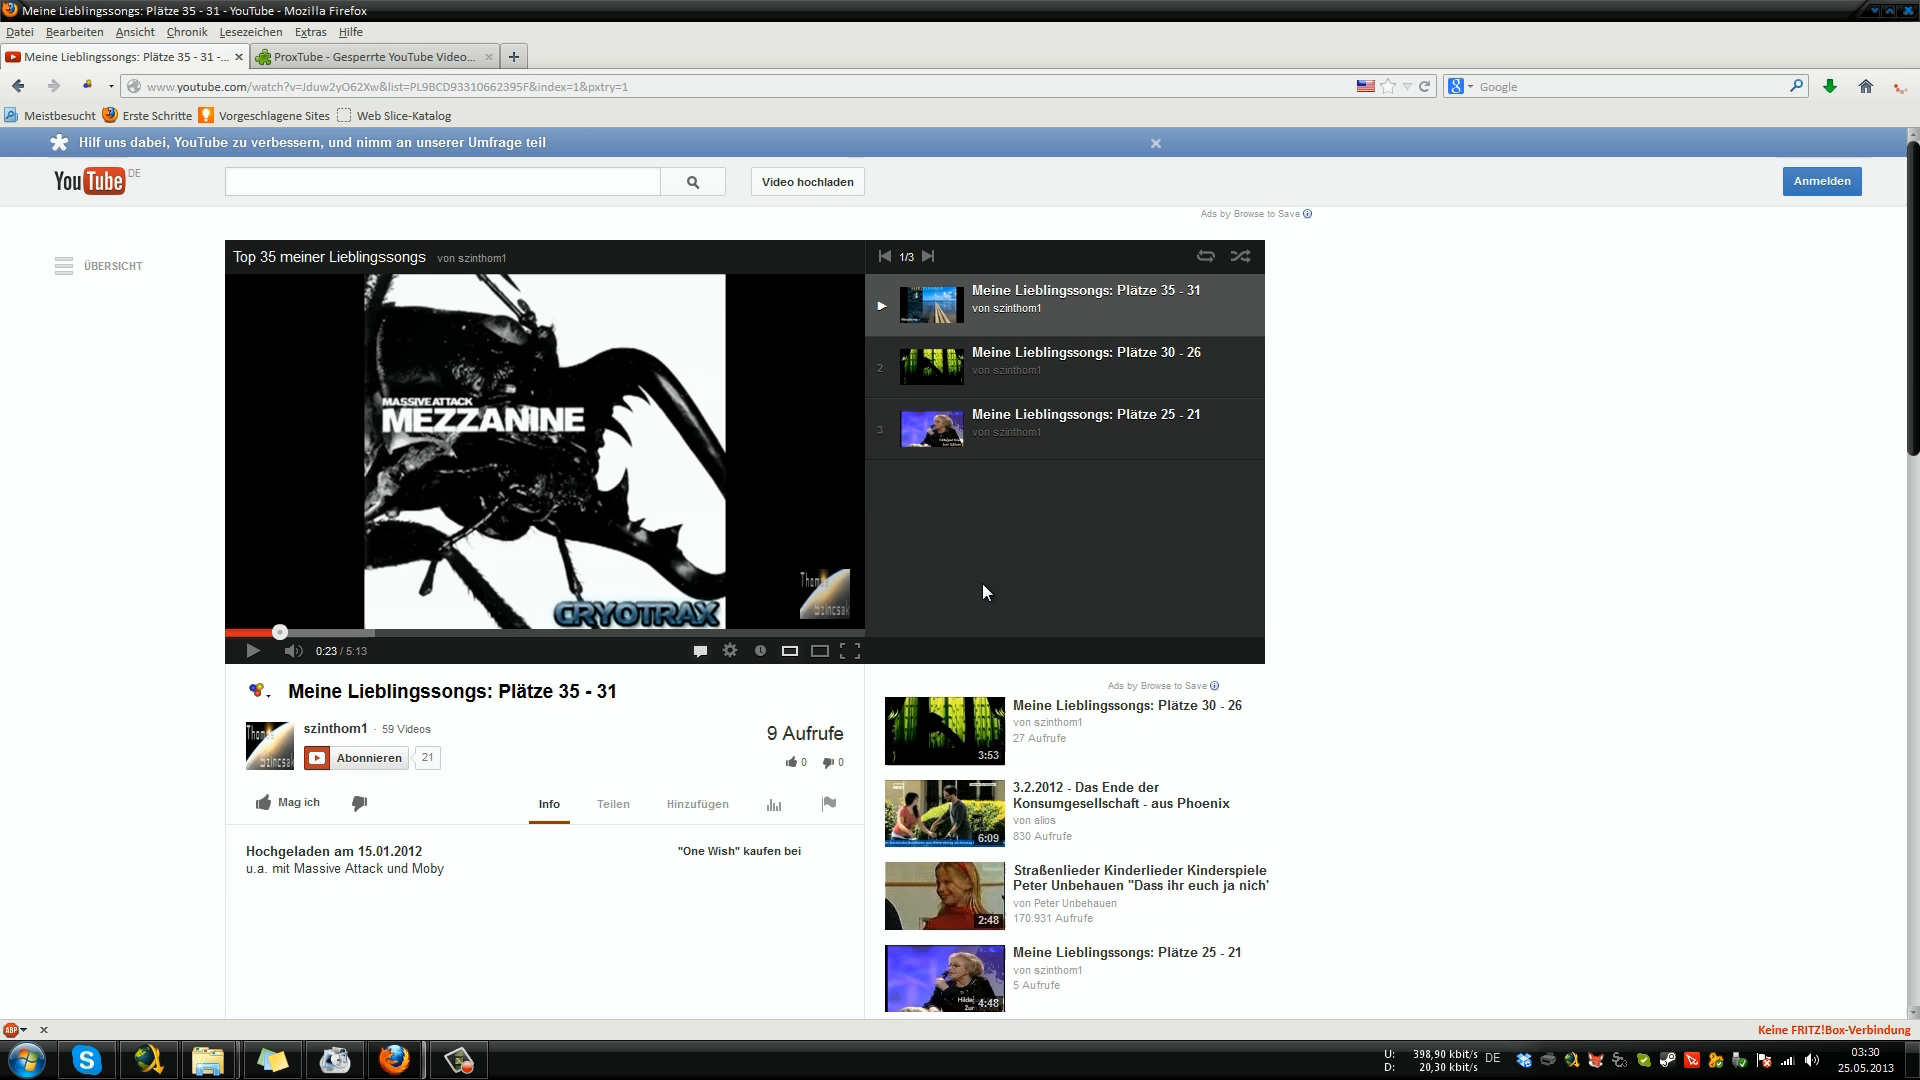 Meine Lieblingssongs: Plätze 35 - 31 - YouTube - Mozilla Firefox
Datei Bearbeiten Ansicht Chronik Lesezeichen Extras Hilfe
Meine Lieblingssongs: Plätze 35 - 31 -...
ProxTube - Gesperrte YouTube Video...
www.youtube.com/watch?v=Jduw2yO62Xw&list=PL9BCD93310662395F&index=1&pxtry=1
Google
Meistbesucht Erste Schritte Vorgeschlagene Sites Web Slice-Katalog
Hilf uns dabei, YouTube zu verbessern, und nimm an unserer Umfrage teil
YouTube DE
Video hochladen
Anmelden
Ads by Browse to Save
ÜBERSICHT
Top 35 meiner Lieblingssongs von szinthom1
1/3
MASSIVE ATTACK
MEZZANINE
CRYOTRAX
Thomas
Szincsak
Meine Lieblingssongs: Plätze 35 - 31
von szinthom1
2
Meine Lieblingssongs: Plätze 30 - 26
von szinthom1
3
Meine Lieblingssongs: Plätze 25 - 21
von szinthom1
0:23 / 5:13
Meine Lieblingssongs: Plätze 35 - 31
szinthom1 · 59 Videos
Abonnieren 21
9 Aufrufe
0 0
Mag ich
Info Teilen Hinzufügen
Hochgeladen am 15.01.2012
u.a. mit Massive Attack und Moby
"One Wish" kaufen bei
Ads by Browse to Save
Meine Lieblingssongs: Plätze 30 - 26
von szinthom1
27 Aufrufe
3:53
3.2.2012 - Das Ende der
Konsumgesellschaft - aus Phoenix
von alios
830 Aufrufe
6:09
Straßenlieder Kinderlieder Kinderspiele
Peter Unbehauen "Dass ihr euch ja nich'
von Peter Unbehauen
170.931 Aufrufe
2:48
Meine Lieblingssongs: Plätze 25 - 21
von szinthom1
5 Aufrufe
4:48
ABP
Keine FRITZ!Box-Verbindung
U: 398,90 kbit/s
D: 20,30 kbit/s
DE
03:30
25.05.2013